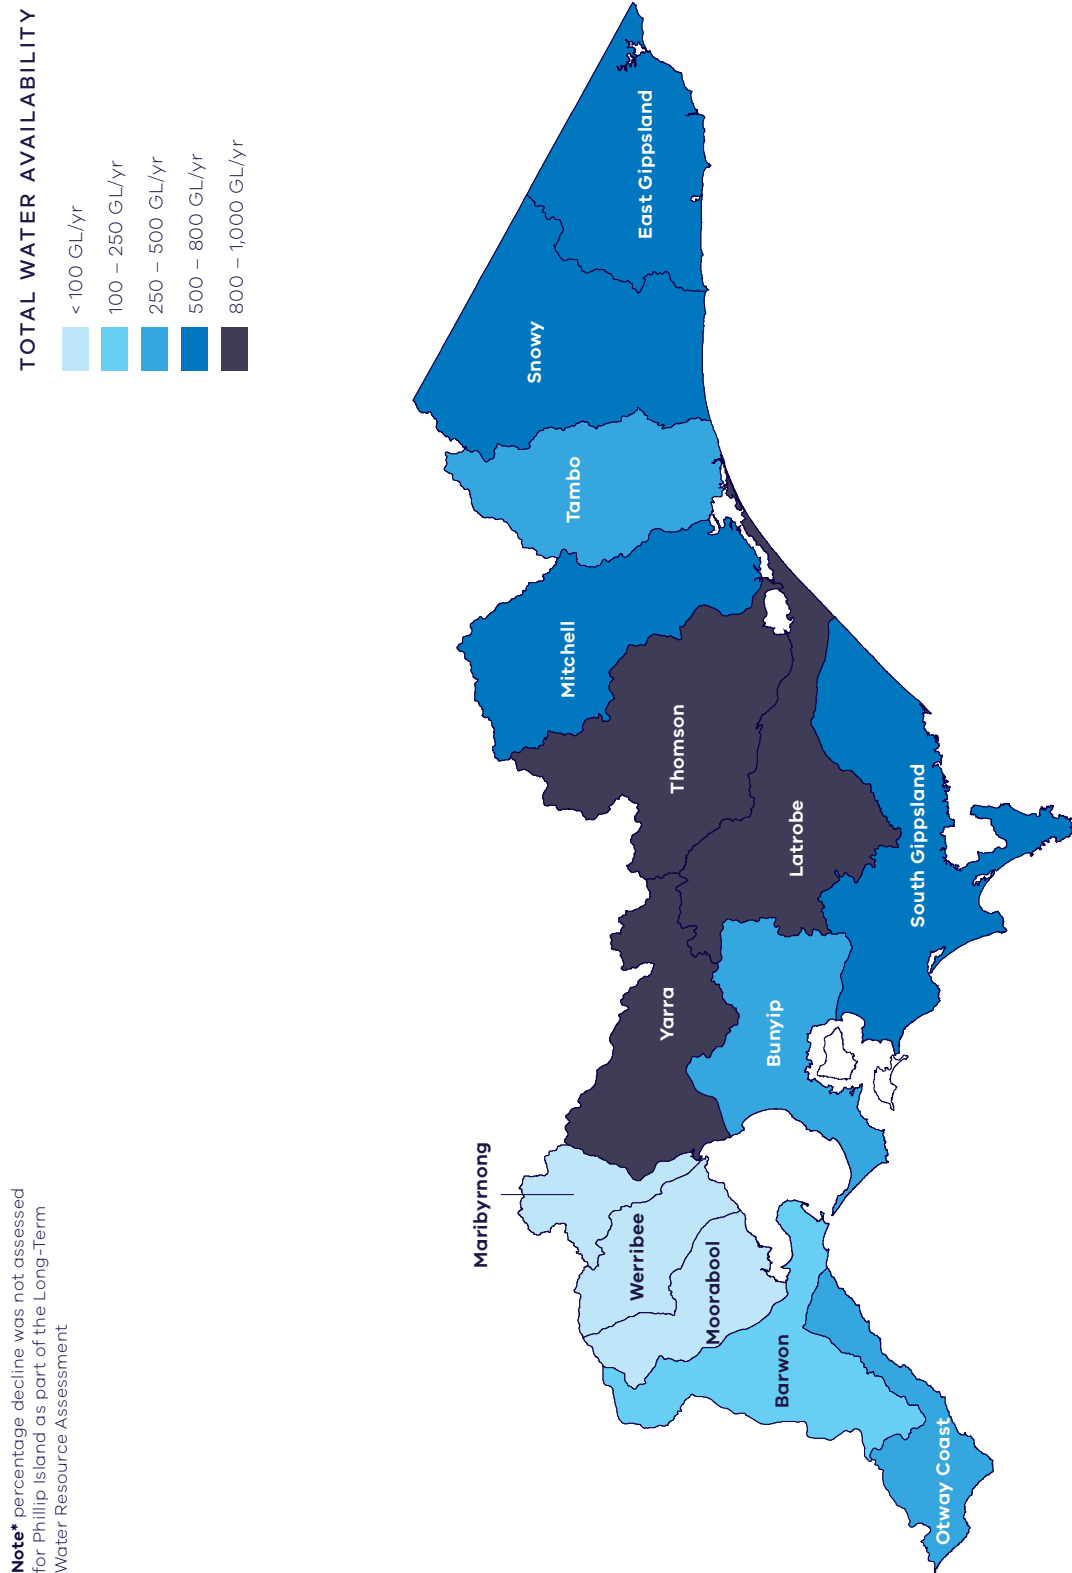 TOTAL WATER AVAILABILITY
< 100 GL/yr
100 – 250 GL/yr
250 – 500 GL/yr
500 – 800 GL/yr
800 – 1,000 GL/yr
East Gippsland
Snowy
Tambo
Mitchell
Thomson
Latrobe
South Gippsland
Yarra
Bunyip
Maribyrnong
Werribee
Moorabool
Barwon
Otway Coast
Note* percentage decline was not assessed
for Phillip Island as part of the Long-Term
Water Resource Assessment